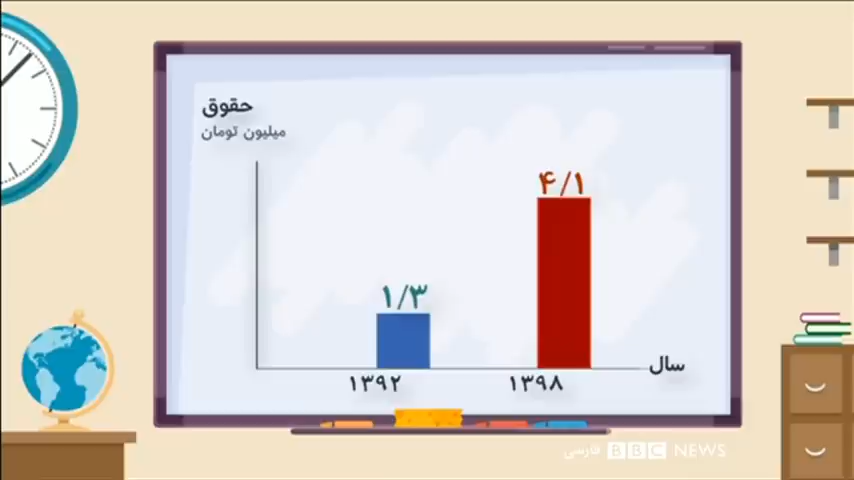 حقوق
میلیون تومان
۴/۱
۱/۳
۱۳۹۲
۱۳۹۸
سال
BBC NEWS فارسی